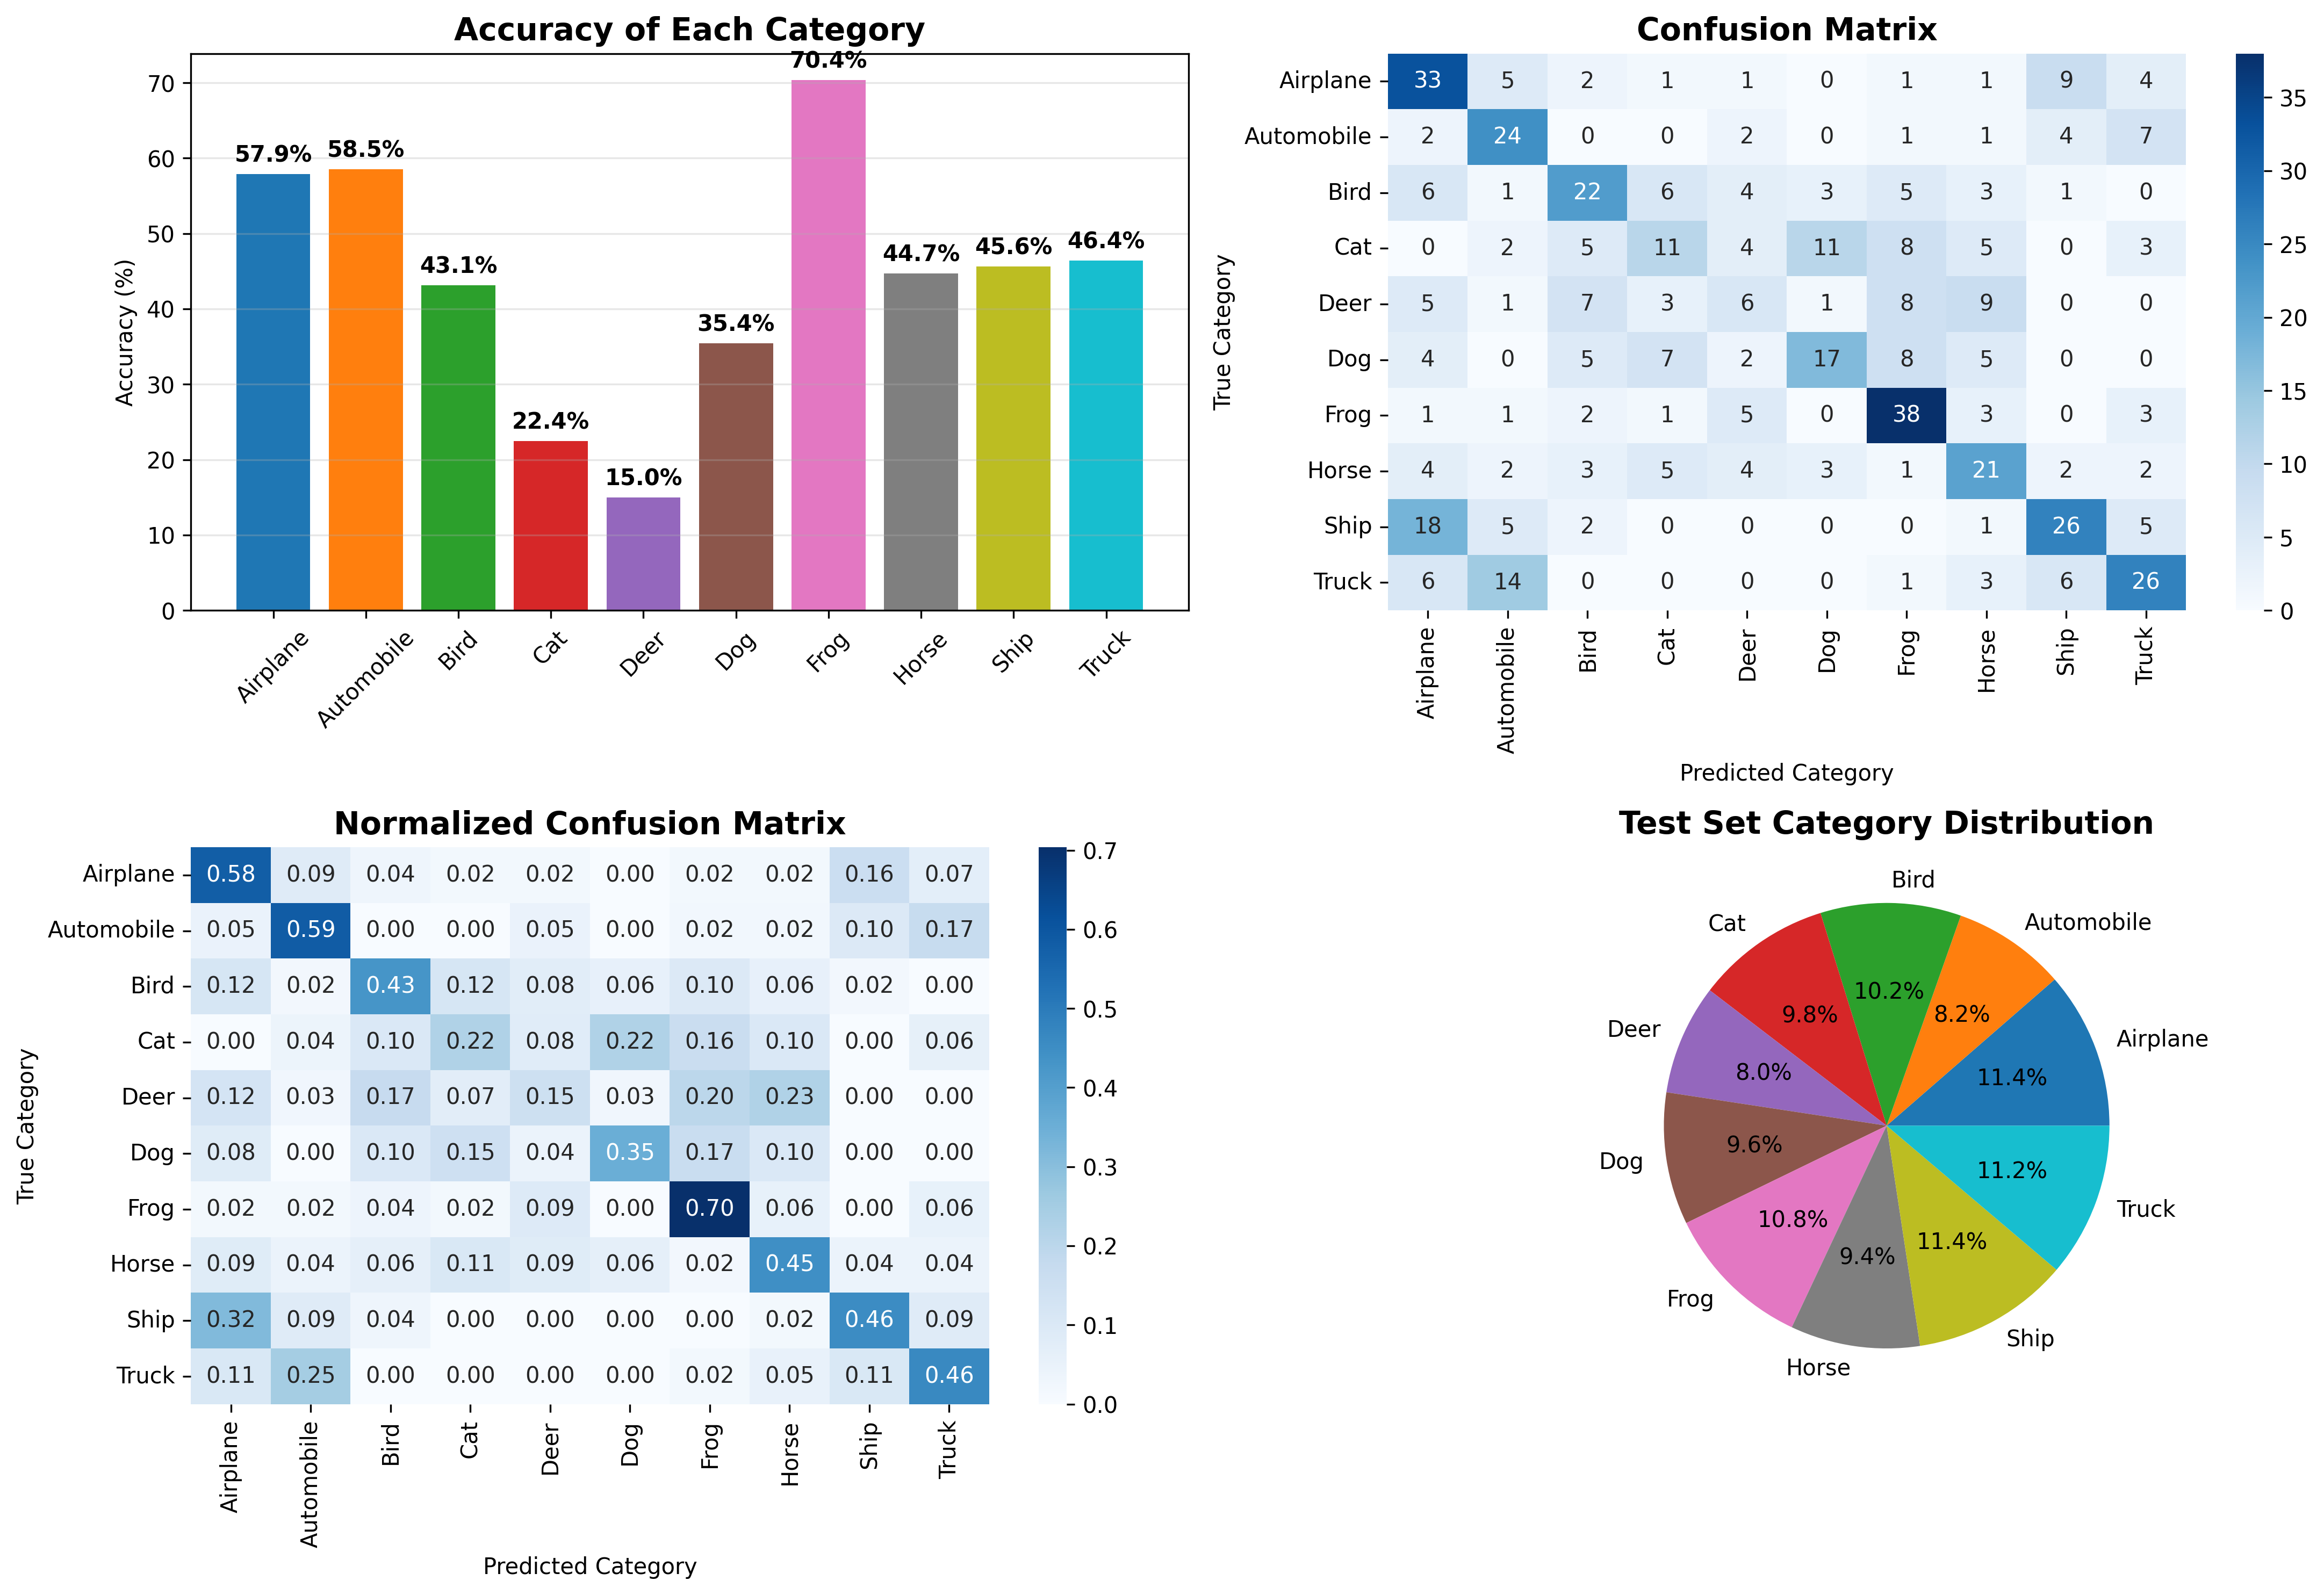 Accuracy of Each Category
Accuracy (%)
70
60
50
40
30
20
10
0
57.9%
58.5%
43.1%
22.4%
15.0%
35.4%
70.4%
44.7%
45.6%
46.4%
Airplane
Automobile
Bird
Cat
Deer
Dog
Frog
Horse
Ship
Truck
Confusion Matrix
True Category
Airplane 33 5 2 1 1 0 1 1 9 4
Automobile 2 24 0 0 2 0 1 1 4 7
Bird 6 1 22 6 4 3 5 3 1 0
Cat 0 2 5 11 4 11 8 5 0 3
Deer 5 1 7 3 6 1 8 9 0 0
Dog 4 0 5 7 2 17 8 5 0 0
Frog 1 1 2 1 5 0 38 3 0 3
Horse 4 2 3 5 4 3 1 21 2 2
Ship 18 5 2 0 0 0 0 1 26 5
Truck 6 14 0 0 0 0 1 3 6 26
Airplane
Automobile
Bird
Cat
Deer
Dog
Frog
Horse
Ship
Truck
Predicted Category
35
30
25
20
15
10
5
0
Normalized Confusion Matrix
True Category
Airplane 0.58 0.09 0.04 0.02 0.02 0.00 0.02 0.02 0.16 0.07
Automobile 0.05 0.59 0.00 0.00 0.05 0.00 0.02 0.02 0.10 0.17
Bird 0.12 0.02 0.43 0.12 0.08 0.06 0.10 0.06 0.02 0.00
Cat 0.00 0.04 0.10 0.22 0.08 0.22 0.16 0.10 0.00 0.06
Deer 0.12 0.03 0.17 0.07 0.15 0.03 0.20 0.23 0.00 0.00
Dog 0.08 0.00 0.10 0.15 0.04 0.35 0.17 0.10 0.00 0.00
Frog 0.02 0.02 0.04 0.02 0.09 0.00 0.70 0.06 0.00 0.06
Horse 0.09 0.04 0.06 0.11 0.09 0.06 0.02 0.45 0.04 0.04
Ship 0.32 0.09 0.04 0.00 0.00 0.00 0.00 0.02 0.46 0.09
Truck 0.11 0.25 0.00 0.00 0.00 0.00 0.02 0.05 0.11 0.46
Airplane
Automobile
Bird
Cat
Deer
Dog
Frog
Horse
Ship
Truck
Predicted Category
0.7
0.6
0.5
0.4
0.3
0.2
0.1
0.0
Test Set Category Distribution
Airplane
11.4%
Automobile
8.2%
Bird
10.2%
Cat
9.8%
Deer
8.0%
Dog
9.6%
Frog
10.8%
Horse
9.4%
Ship
11.4%
Truck
11.2%